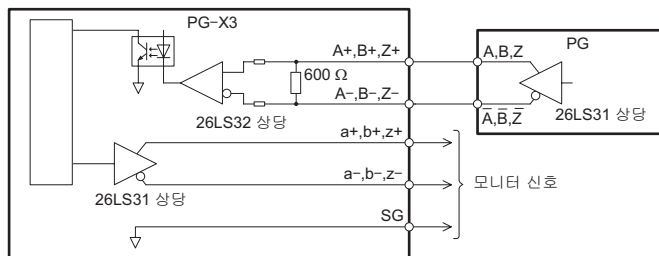 PG-X3
PG
A+,B+,Z+
A,B,Z
600 Ω
A−,B−,Z−
A̅,B̅,Z̅
26LS32 상당
26LS31 상당
a+,b+,z+
a−,b−,z−
26LS31 상당
모니터 신호
SG